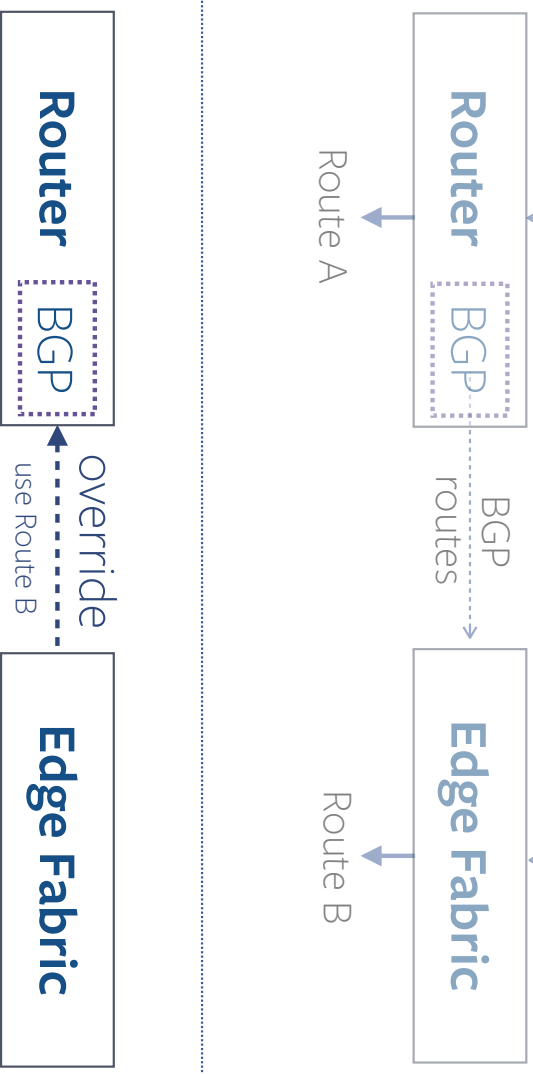 Router
BGP
BGP
routes
Edge Fabric
Route A
Route B
Router
BGP
override
use Route B
Edge Fabric